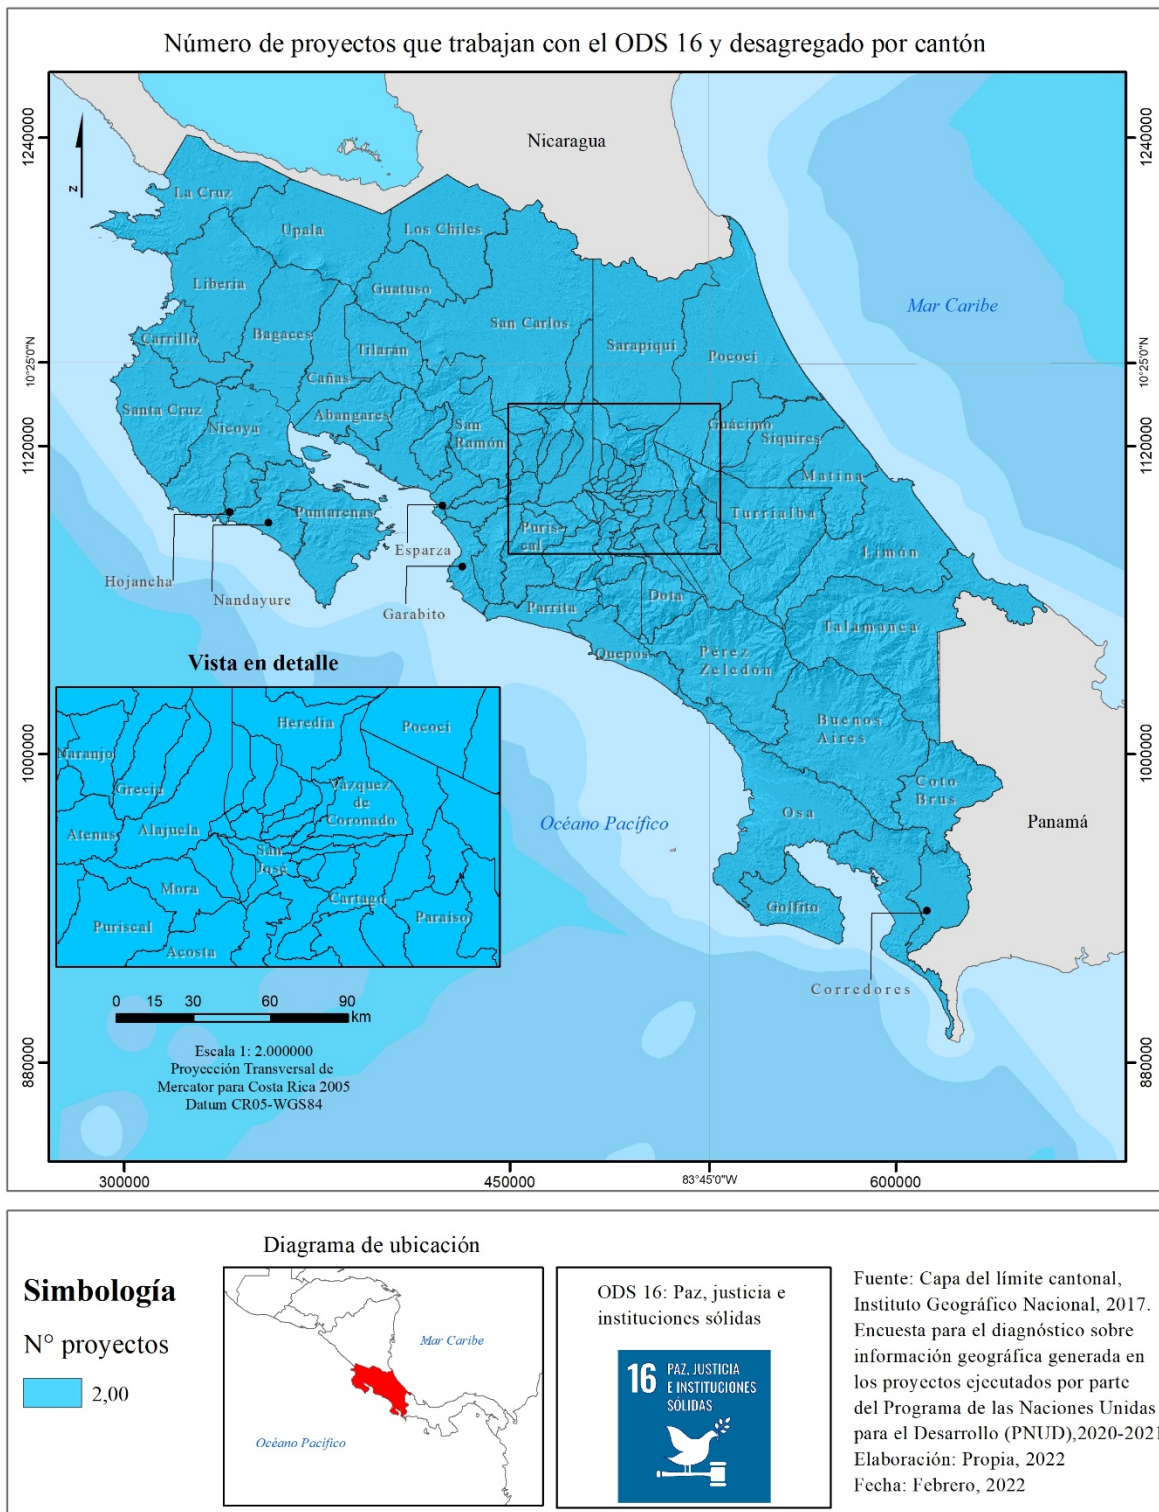 Número de proyectos que trabajan con el ODS 16 y desagregado por cantón
1240000
1240000
10°25'0"N
10°25'0"N
1120000
1120000
1000000
1000000
880000
880000
300000
450000
83°45'0"W
600000
N
Nicaragua
Mar Caribe
Océano Pacífico
Panamá
La Cruz
Upala
Los Chiles
Liberia
Guatuso
San Carlos
Sarapiquí
Pococí
Carrillo
Bagaces
Tilarán
Cañas
Santa Cruz
Nicoya
Abangares
San
Ramón
Guácimo
Siquires
Matina
Turrialba
Puntarenas
Puris-
cal
Esparza
Limón
Hojancha
Nandayure
Garabito
Parrita
Dota
Talamanca
Quepos
Pérez
Zeledón
Buenos
Aires
Coto
Brus
Osa
Golfito
Corredores
Vista en detalle
Heredia
Pococí
Naranjo
Grecia
Vázquez
de
Coronado
Atenas
Alajuela
San
José
Mora
Cartago
Paraíso
Puriscal
Acosta
0 15 30 60 90
km
Escala 1: 2.000000
Proyección Transversal de
Mercator para Costa Rica 2005
Datum CR05-WGS84
Simbología
N° proyectos
2,00
Diagrama de ubicación
Mar Caribe
Océano Pacífico
ODS 16: Paz, justicia e
instituciones sólidas
16 PAZ, JUSTICIA
E INSTITUCIONES
SÓLIDAS
Fuente: Capa del límite cantonal,
Instituto Geográfico Nacional, 2017.
Encuesta para el diagnóstico sobre
información geográfica generada en
los proyectos ejecutados por parte
del Programa de las Naciones Unidas
para el Desarrollo (PNUD),2020-2021
Elaboración: Propia, 2022
Fecha: Febrero, 2022